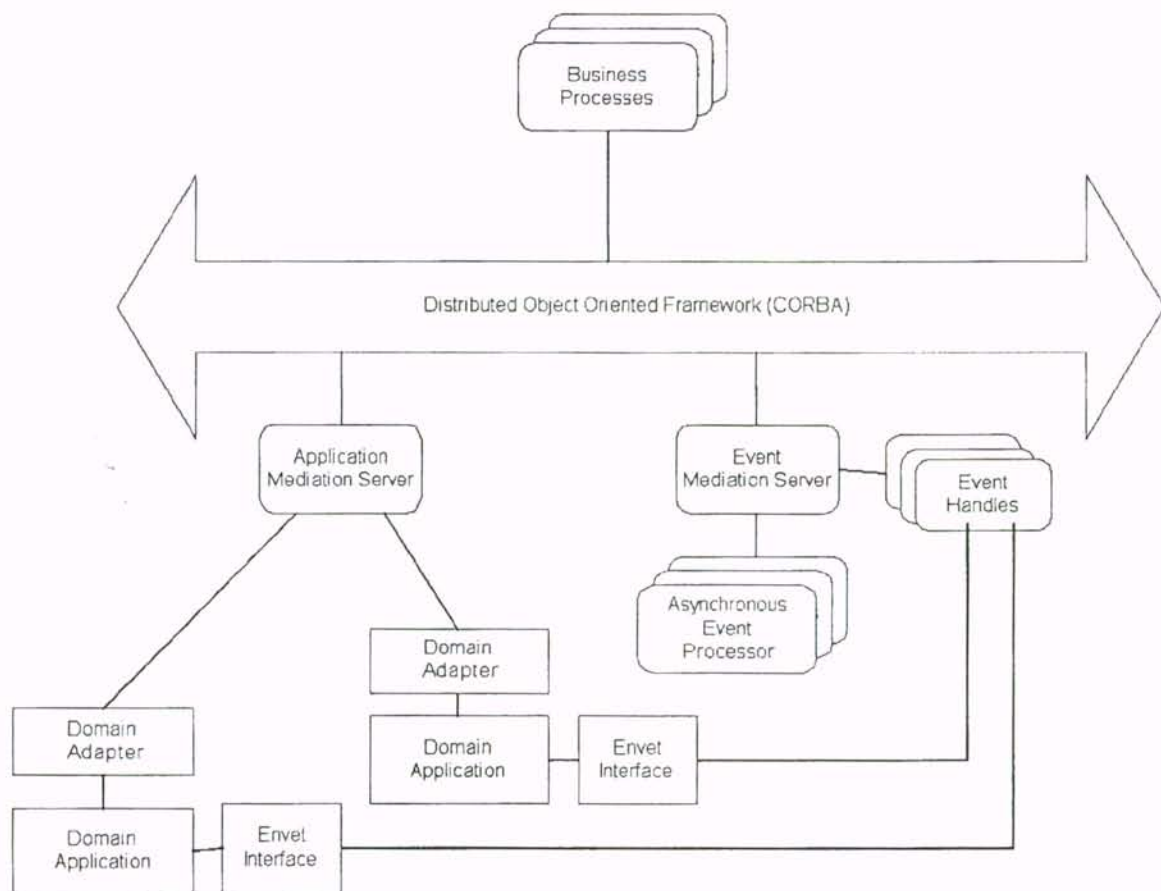 Business
Processes
Distributed Object Oriented Framework (CORBA)
Application
Mediation Server
Event
Mediation Server
Event
Handles
Asynchronous
Event
Processor
Domain
Adapter
Domain
Adapter
Domain
Application
Envet
Interface
Domain
Application
Envet
Interface